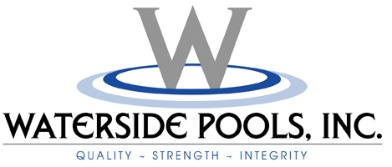 W
WATERSIDE POOLS, INC.
QUALITY ~ STRENGTH ~ INTEGRITY